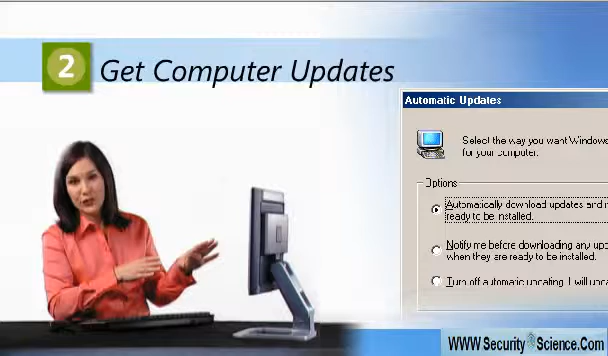 2
Get Computer Updates
Automatic Updates
Select the way you want Windows
for your computer.
Options
Automatically download updates and
ready to be installed.
Notify me before downloading any
when they are ready to be installed.
Turn off automatic updating. I will
WWW Security Science.Com